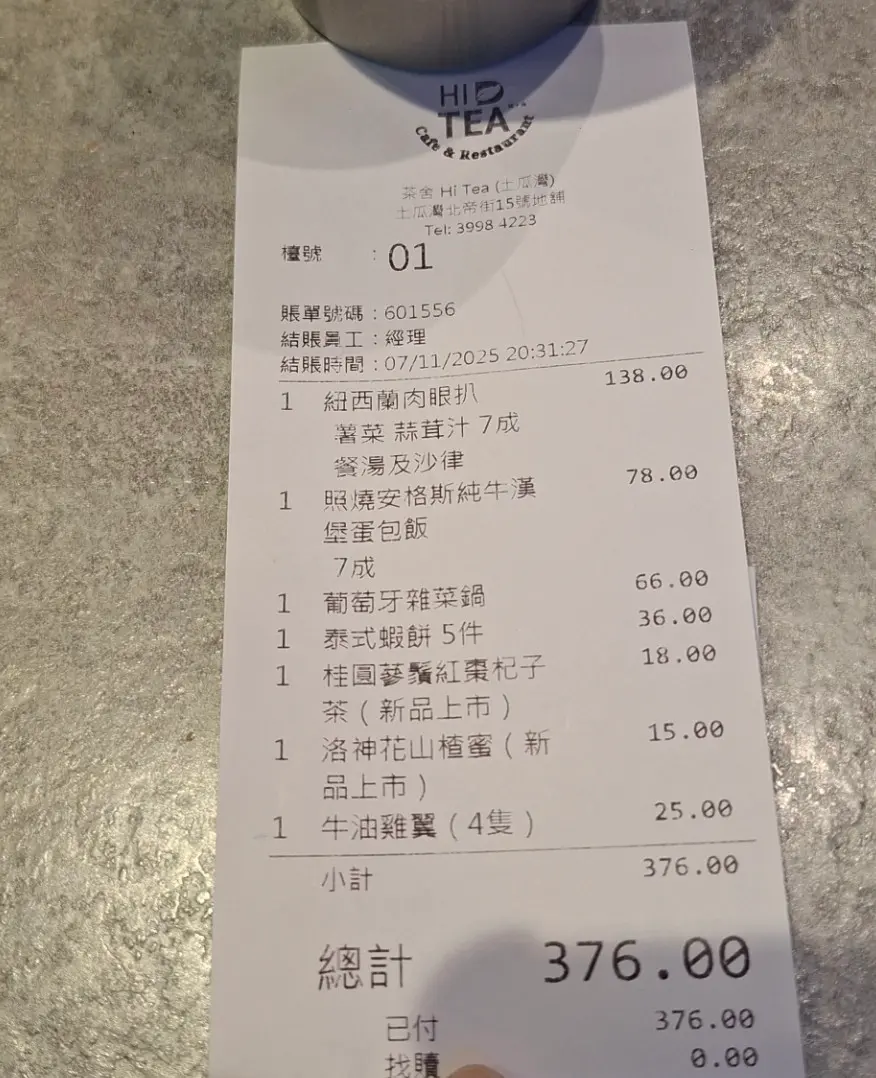 HI TEA
Cafe & Restaurant
茶舍 Hi Tea (土瓜灣)
土瓜灣北帝街15號地舖
Tel: 3998 4223
檯號 : 01
賬單號碼 : 601556
結賬員工 : 經理
結賬時間 : 07/11/2025 20:31:27
1 紐西蘭肉眼扒 138.00
薯菜 蒜茸汁 7成
餐湯及沙律
1 照燒安格斯純牛漢 78.00
堡蛋包飯
7成
1 葡萄牙雜菜鍋 66.00
1 泰式蝦餅 5件 36.00
1 桂圓蔘鬚紅棗杞子 18.00
茶 ( 新品上市 )
1 洛神花山楂蜜 ( 新 15.00
品上市 )
1 牛油雞翼 ( 4隻 ) 25.00
小計 376.00
總計 376.00
已付 376.00
找贖 0.00